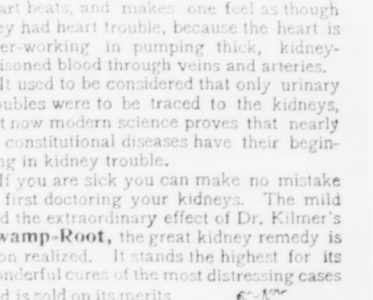 art beats, and makes one feel as though
ey had heart trouble, because the heart is
er-working in pumping thick, kidney-
isoned blood through veins and arteries.
It used to be considered that only urinary
oubles were to be traced to the kidneys,
t now modern science proves that nearly
constitutional diseases have their begin-
ng in kidney trouble.
If you are sick you can make no mistake
first doctoring your kidneys. The mild
d the extraordinary effect of Dr. Kilmer's
wamp-Root, the great kidney remedy is
on realized. It stands the highest for its
onderful cures of the most distressing cases
d is sold on its merits